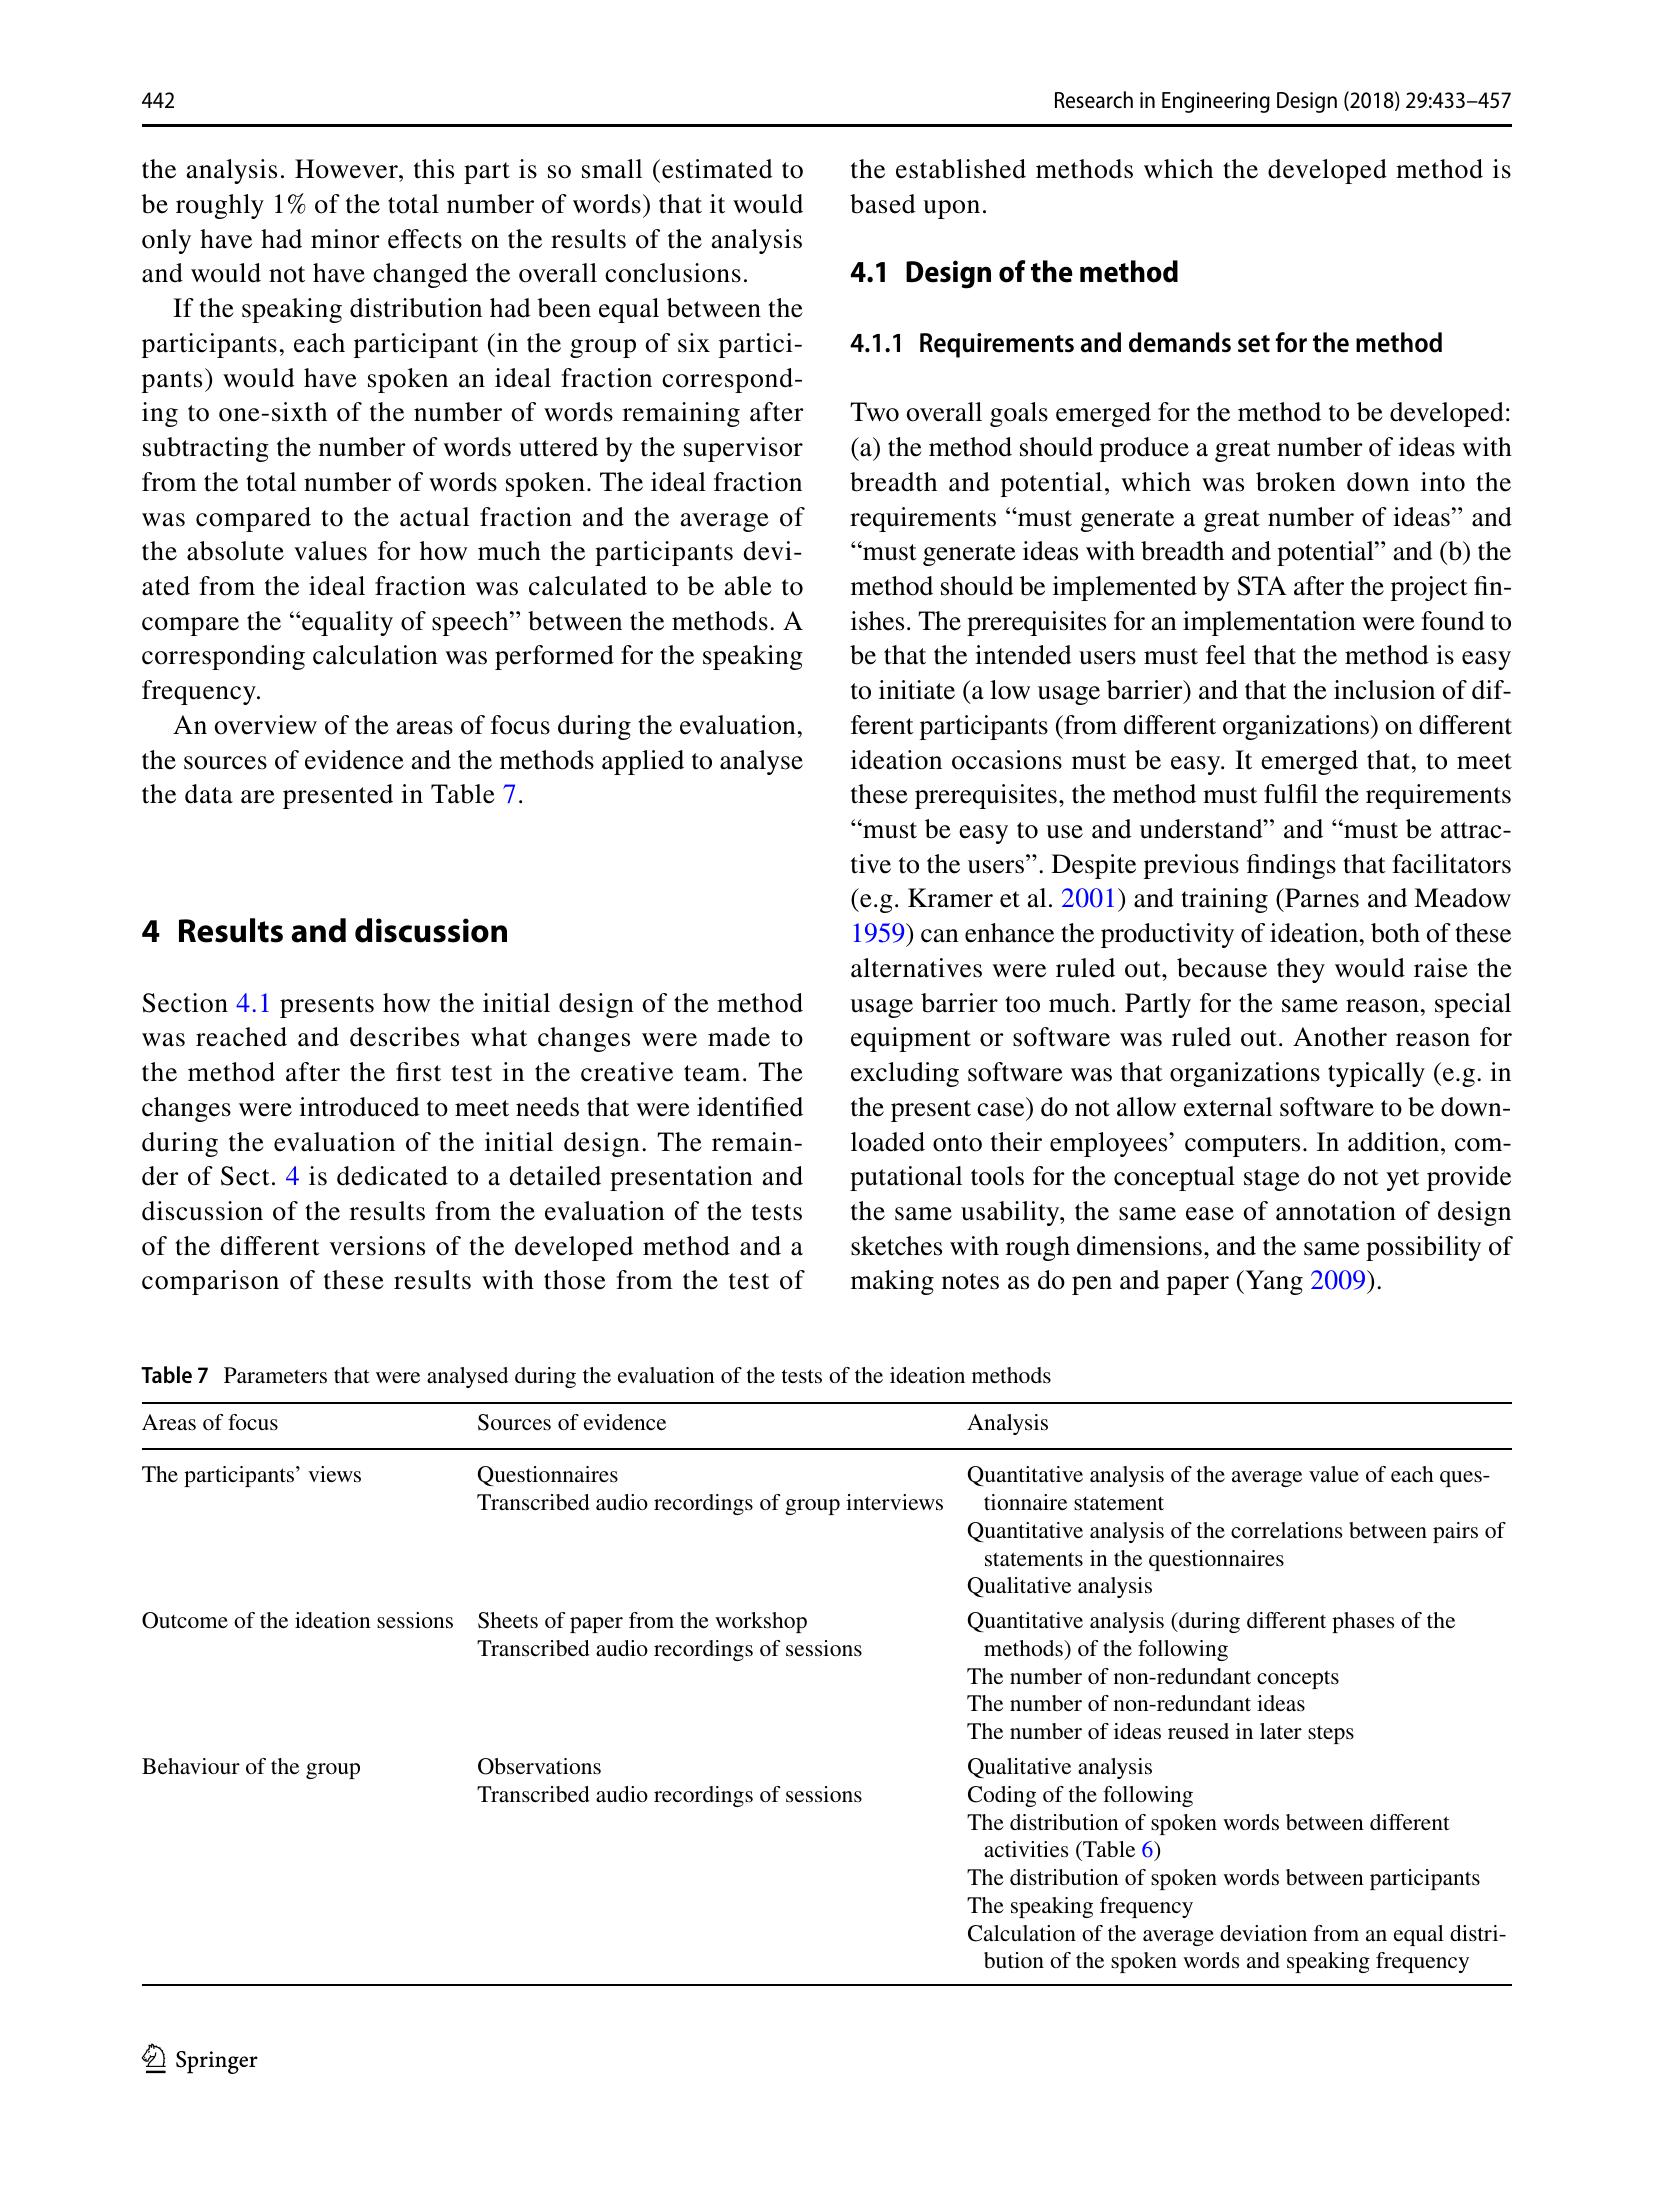 442
Research in Engineering Design (2018) 29:433–457
the analysis. However, this part is so small (estimated to
be roughly 1% of the total number of words) that it would
only have had minor effects on the results of the analysis
and would not have changed the overall conclusions.
If the speaking distribution had been equal between the
participants, each participant (in the group of six partici-
pants) would have spoken an ideal fraction correspond-
ing to one-sixth of the number of words remaining after
subtracting the number of words uttered by the supervisor
from the total number of words spoken. The ideal fraction
was compared to the actual fraction and the average of
the absolute values for how much the participants devi-
ated from the ideal fraction was calculated to be able to
compare the “equality of speech” between the methods. A
corresponding calculation was performed for the speaking
frequency.
An overview of the areas of focus during the evaluation,
the sources of evidence and the methods applied to analyse
the data are presented in Table 7.
4 Results and discussion
Section 4.1 presents how the initial design of the method
was reached and describes what changes were made to
the method after the first test in the creative team. The
changes were introduced to meet needs that were identified
during the evaluation of the initial design. The remain-
der of Sect. 4 is dedicated to a detailed presentation and
discussion of the results from the evaluation of the tests
of the different versions of the developed method and a
comparison of these results with those from the test of
the established methods which the developed method is
based upon.
4.1 Design of the method
4.1.1 Requirements and demands set for the method
Two overall goals emerged for the method to be developed:
(a) the method should produce a great number of ideas with
breadth and potential, which was broken down into the
requirements “must generate a great number of ideas” and
“must generate ideas with breadth and potential” and (b) the
method should be implemented by STA after the project fin-
ishes. The prerequisites for an implementation were found to
be that the intended users must feel that the method is easy
to initiate (a low usage barrier) and that the inclusion of dif-
ferent participants (from different organizations) on different
ideation occasions must be easy. It emerged that, to meet
these prerequisites, the method must fulfil the requirements
“must be easy to use and understand” and “must be attrac-
tive to the users”. Despite previous findings that facilitators
(e.g. Kramer et al. 2001) and training (Parnes and Meadow
1959) can enhance the productivity of ideation, both of these
alternatives were ruled out, because they would raise the
usage barrier too much. Partly for the same reason, special
equipment or software was ruled out. Another reason for
excluding software was that organizations typically (e.g. in
the present case) do not allow external software to be down-
loaded onto their employees’ computers. In addition, com-
putational tools for the conceptual stage do not yet provide
the same usability, the same ease of annotation of design
sketches with rough dimensions, and the same possibility of
making notes as do pen and paper (Yang 2009).
Table 7 Parameters that were analysed during the evaluation of the tests of the ideation methods
Areas of focus
Sources of evidence
Analysis
The participants’ views
Questionnaires
Transcribed audio recordings of group interviews
Quantitative analysis of the average value of each ques-
tionnaire statement
Quantitative analysis of the correlations between pairs of
statements in the questionnaires
Qualitative analysis
Outcome of the ideation sessions
Sheets of paper from the workshop
Transcribed audio recordings of sessions
Quantitative analysis (during different phases of the
methods) of the following
The number of non-redundant concepts
The number of non-redundant ideas
The number of ideas reused in later steps
Behaviour of the group
Observations
Transcribed audio recordings of sessions
Qualitative analysis
Coding of the following
The distribution of spoken words between different
activities (Table 6)
The distribution of spoken words between participants
The speaking frequency
Calculation of the average deviation from an equal distri-
bution of the spoken words and speaking frequency
Springer